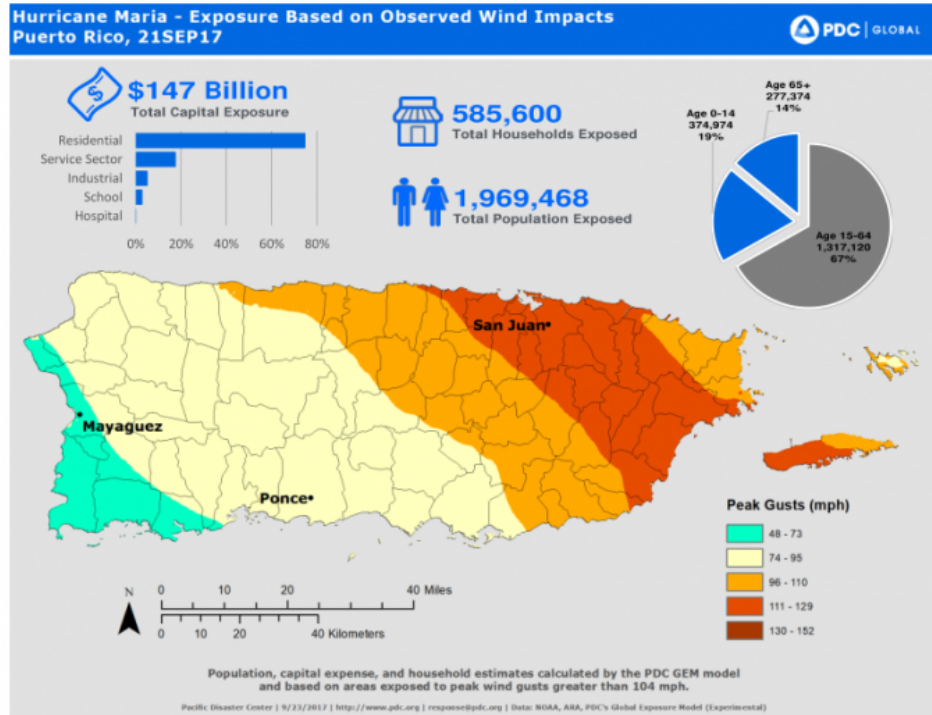 Hurricane Maria - Exposure Based on Observed Wind Impacts
Puerto Rico, 21SEP17
PDC | GLOBAL
$147 Billion
Total Capital Exposure
Residential
Service Sector
Industrial
School
Hospital
0% 20% 40% 60% 80%
585,600
Total Households Exposed
1,969,468
Total Population Exposed
Age 65+
277,374
14%
Age 0-14
374,974
19%
Age 15-64
1,317,120
67%
San Juan
Mayaguez
Ponce
Peak Gusts (mph)
48 - 73
74 - 95
96 - 110
111 - 129
130 - 152
N
0 10 20 40 Miles
0 10 20 40 Kilometers
Population, capital expense, and household estimates calculated by the PDC GEM model
and based on areas exposed to peak wind gusts greater than 104 mph.
Pacific Disaster Center | 9/23/2017 | http://www.pdc.org | response@pdc.org | Data: NOAA, ARA, PDC's Global Exposure Model (Experimental)